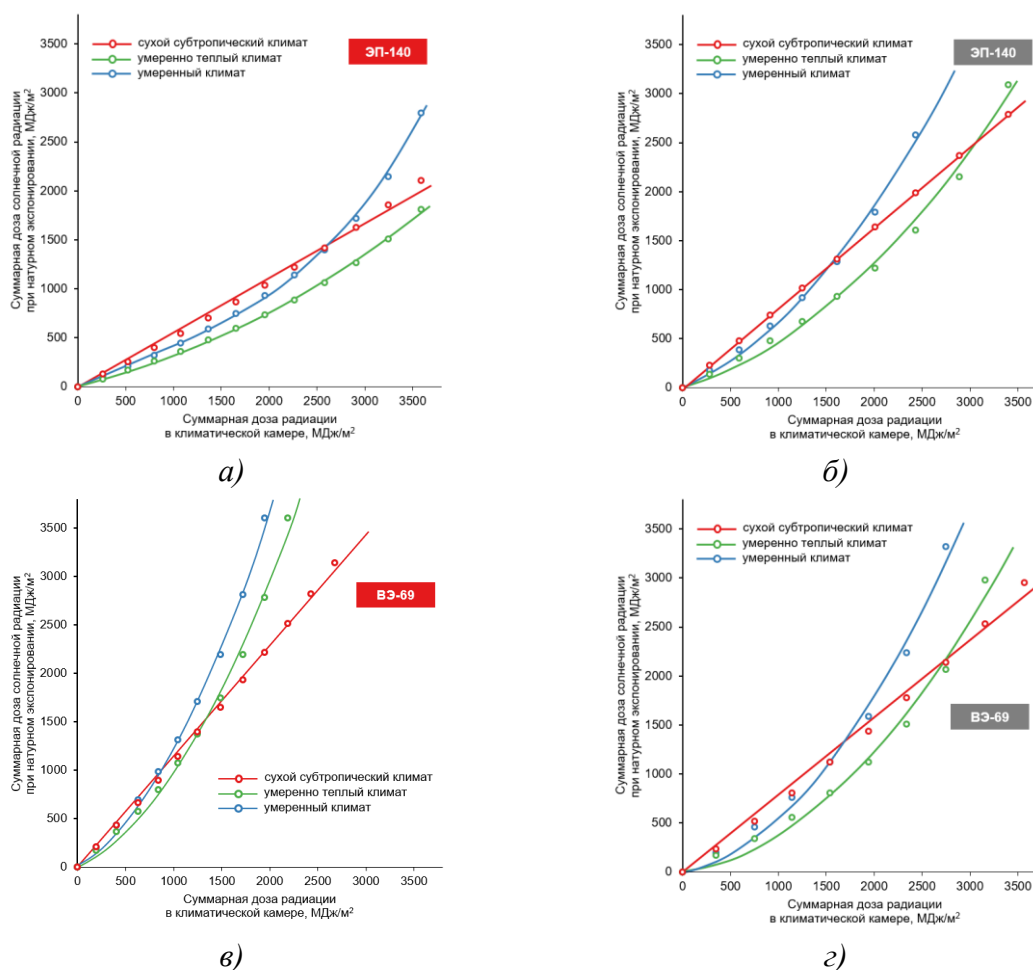 3500
3000
2500
2000
1500
1000
500
0
Суммарная доза солнечной радиации
при натурном экспонировании, МДж/м²
сухой субтропический климат
умеренно теплый климат
умеренный климат
ЭП-140
0 500 1000 1500 2000 2500 3000 3500
Суммарная доза радиации
в климатической камере, МДж/м²
а)
3500
3000
2500
2000
1500
1000
500
0
Суммарная доза солнечной радиации
при натурном экспонировании, МДж/м²
сухой субтропический климат
умеренно теплый климат
умеренный климат
ЭП-140
0 500 1000 1500 2000 2500 3000 3500
Суммарная доза радиации
в климатической камере, МДж/м²
б)
3500
3000
2500
2000
1500
1000
500
0
Суммарная доза солнечной радиации
при натурном экспонировании, МДж/м²
ВЭ-69
сухой субтропический климат
умеренно теплый климат
умеренный климат
0 500 1000 1500 2000 2500 3000 3500
Суммарная доза радиации
в климатической камере, МДж/м²
в)
3500
3000
2500
2000
1500
1000
500
0
Суммарная доза солнечной радиации
при натурном экспонировании, МДж/м²
сухой субтропический климат
умеренно теплый климат
умеренный климат
ВЭ-69
0 500 1000 1500 2000 2500 3000 3500
Суммарная доза радиации
в климатической камере, МДж/м²
г)